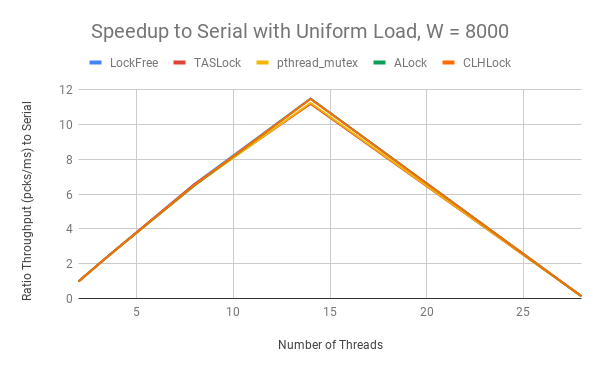 Speedup to Serial with Uniform Load, W = 8000
LockFree TASLock pthread_mutex ALock CLHLock
Ratio Throughput (pcks/ms) to Serial
12
10
8
6
4
2
0
5 10 15 20 25
Number of Threads